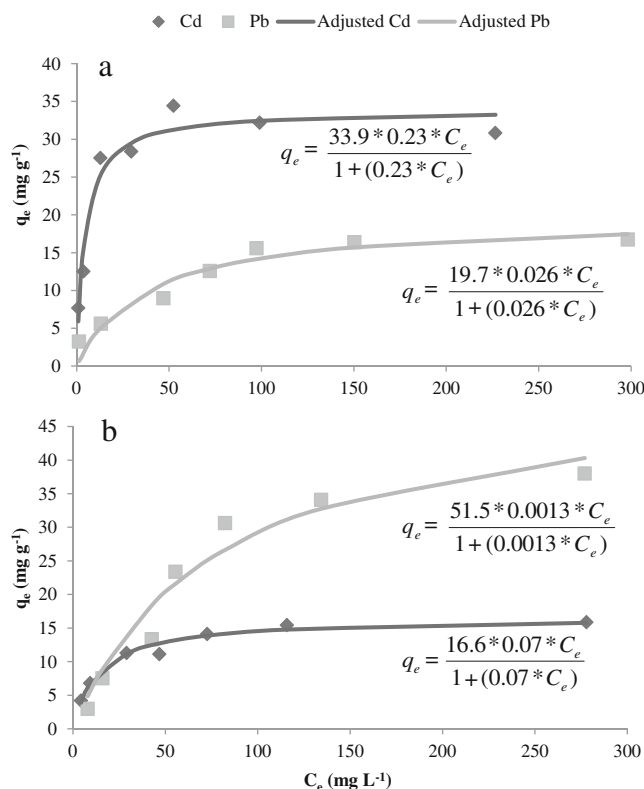 Cd Pb Adjusted Cd Adjusted Pb
a
40
35
30
25
20
15
10
5
0
qe (mg g-1)
qe = 33.9*0.23*Ce / 1+(0.23*Ce)
qe = 19.7*0.026*Ce / 1+(0.026*Ce)
0 50 100 150 200 250 300
b
45
40
35
30
25
20
15
10
5
0
qe (mg g-1)
qe = 51.5*0.0013*Ce / 1+(0.0013*Ce)
qe = 16.6*0.07*Ce / 1+(0.07*Ce)
0 50 100 150 200 250 300
Ce (mg L-1)